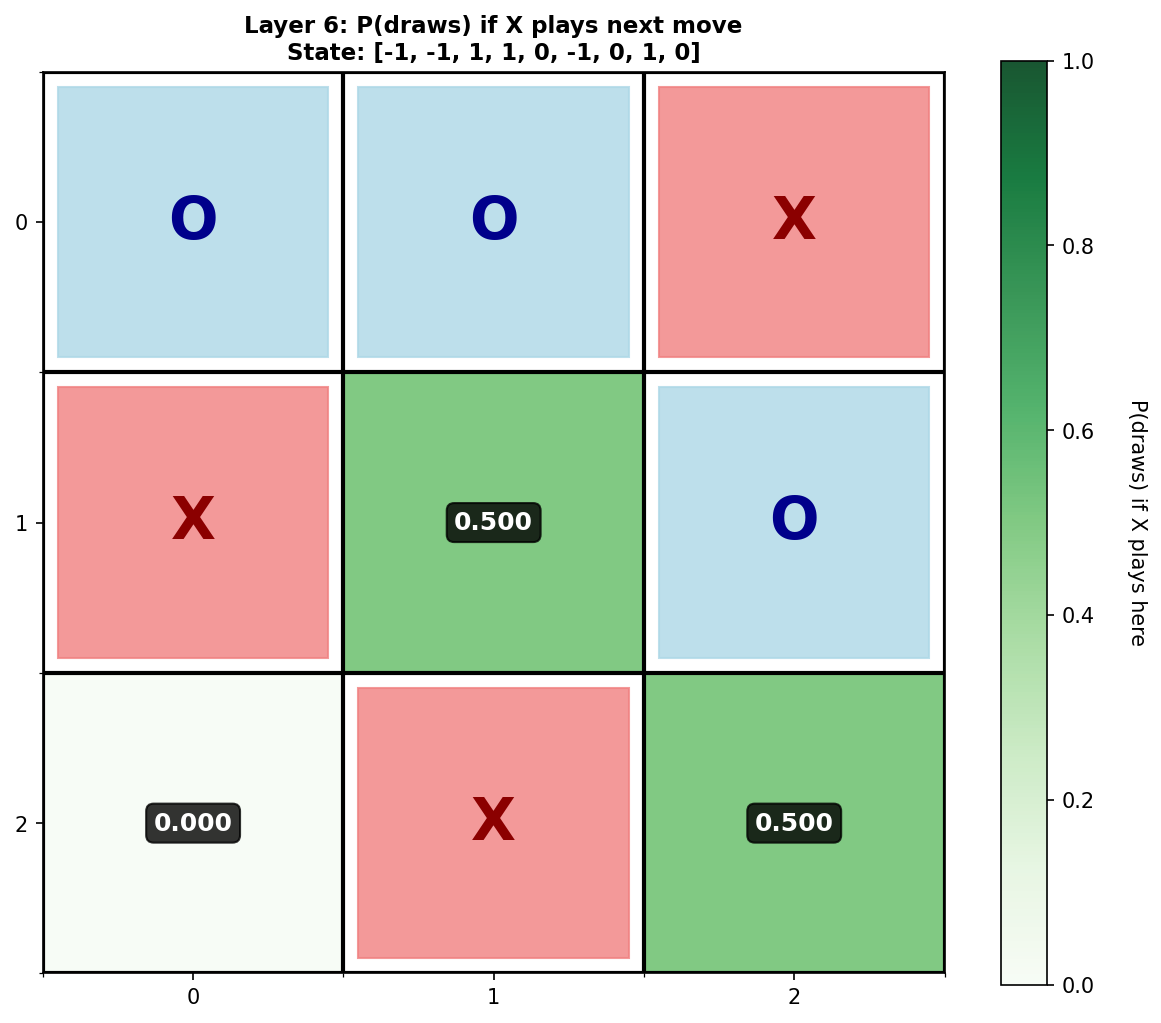 Layer 6: P(draws) if X plays next move
State: [-1, -1, 1, 1, 0, -1, 0, 1, 0]
O
O
X
0
X
0.500
O
1
0.000
X
0.500
2
0
1
2
1.0
0.8
0.6
0.4
0.2
0.0
P(draws) if X plays here